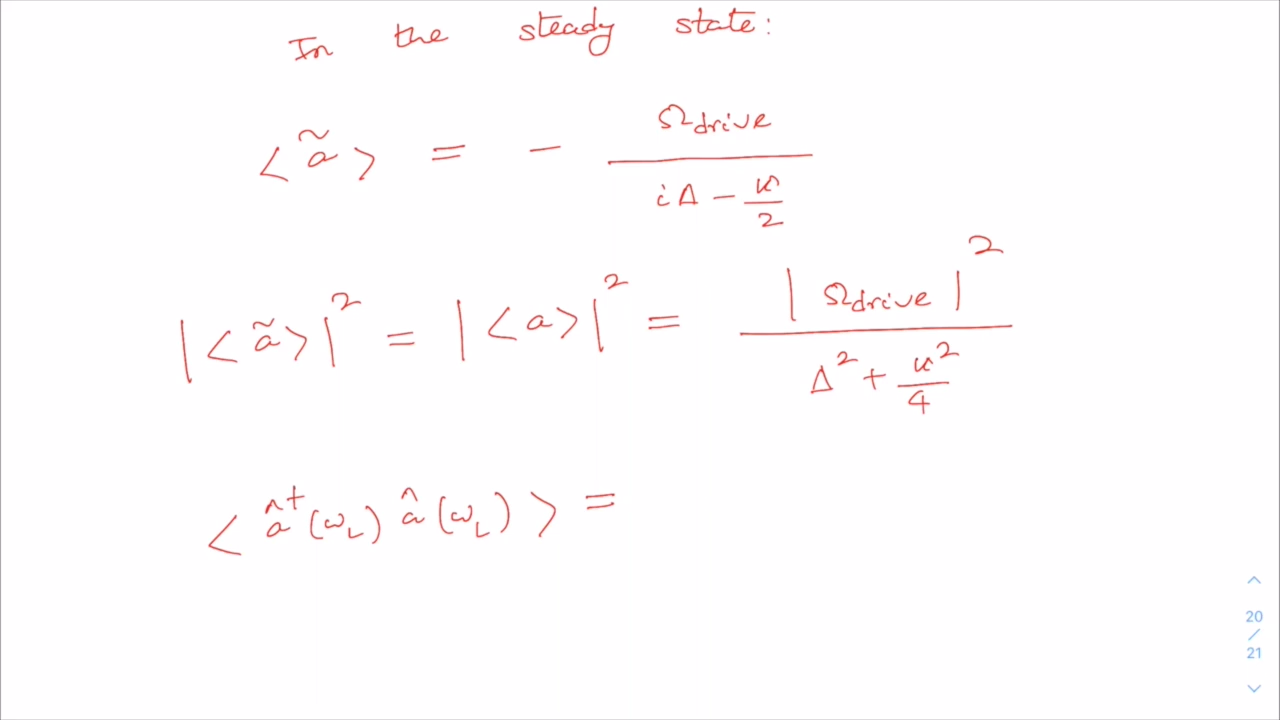 In the steady state:
⟨ã⟩ = − Ω_drive / (iΔ − κ/2)
|⟨ã⟩|² = |⟨a⟩|² = |Ω_drive|² / (Δ² + κ²/4)
⟨â†(ω_L) â(ω_L)⟩ =
20
/
21